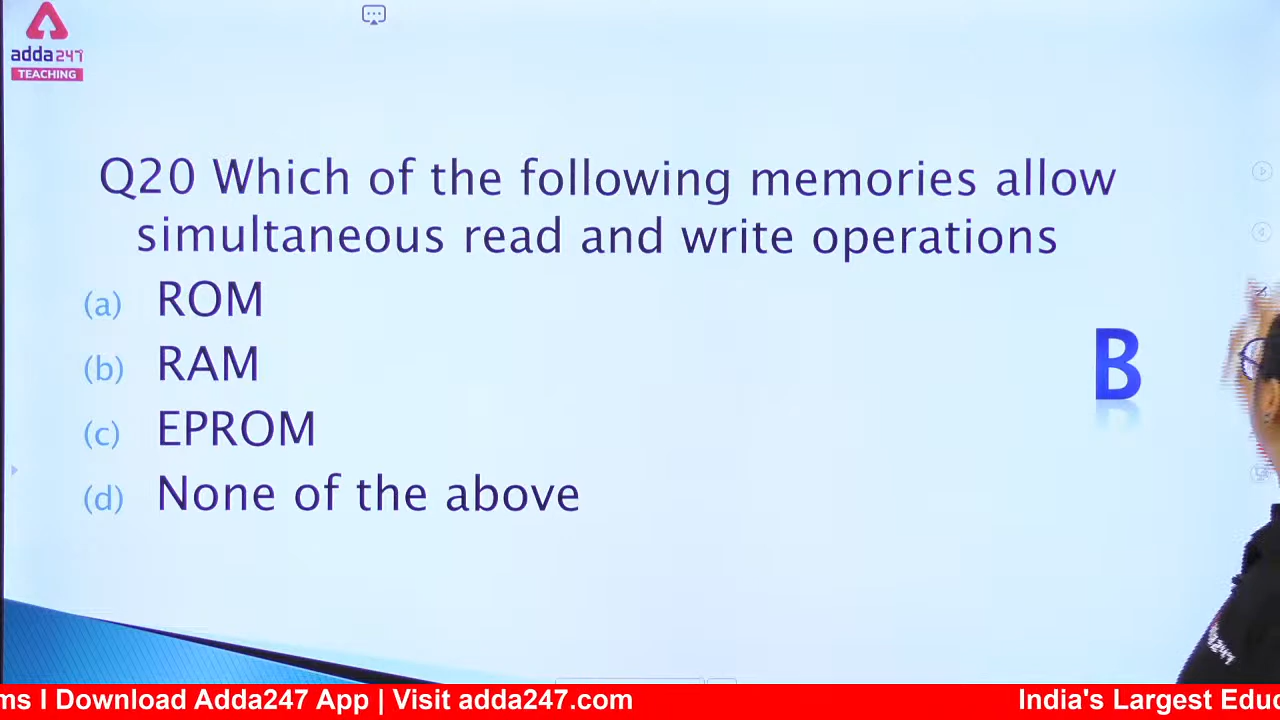 adda247
TEACHING
Q20 Which of the following memories allow
simultaneous read and write operations
(a) ROM
(b) RAM
(c) EPROM
(d) None of the above
B
ms I Download Adda247 App | Visit adda247.com
India's Largest Educ